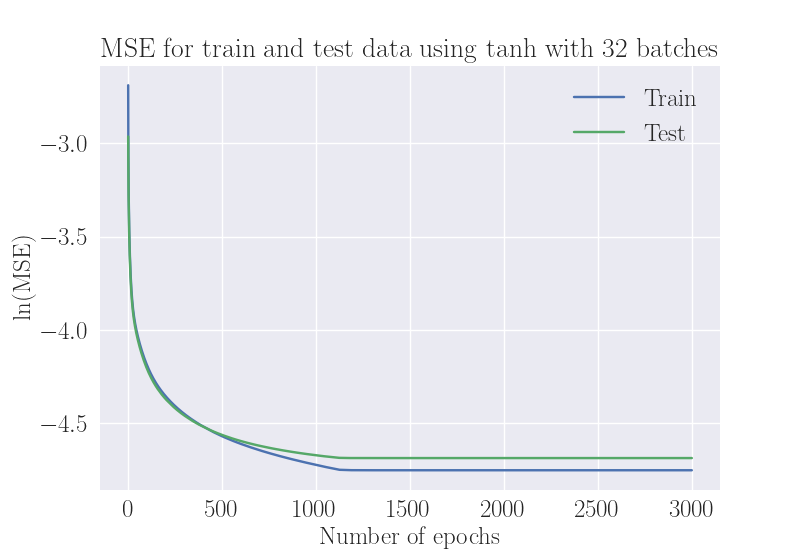 MSE for train and test data using tanh with 32 batches
Train
Test
−3.0
−3.5
−4.0
−4.5
ln(MSE)
0 500 1000 1500 2000 2500 3000
Number of epochs